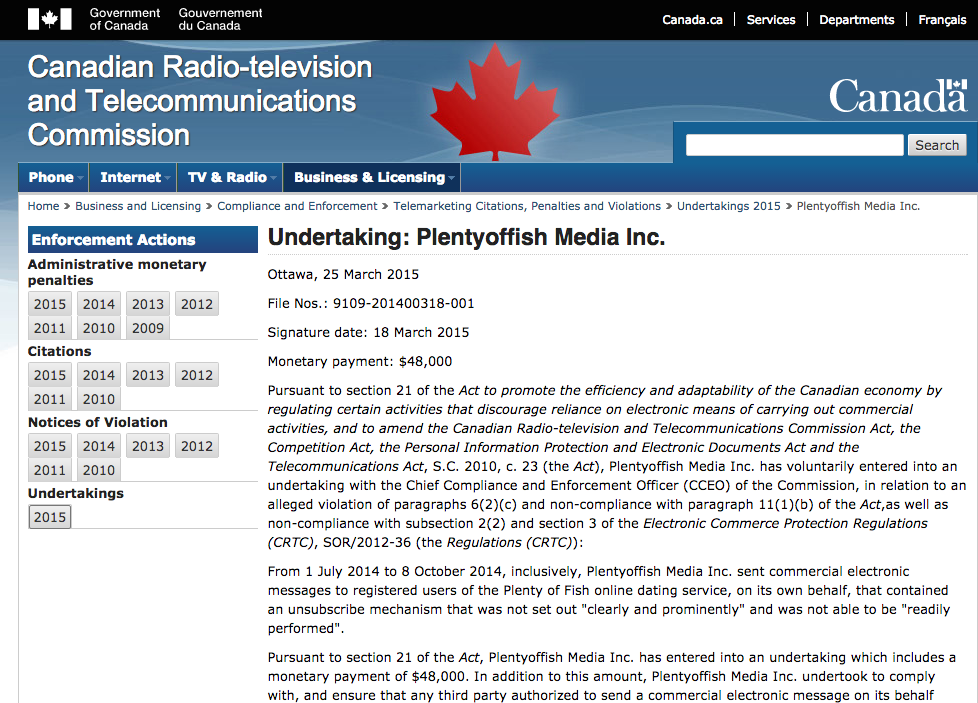 Government of Canada
Gouvernement du Canada
Canada.ca
Services
Departments
Français
Canadian Radio-television
and Telecommunications
Commission
Canada
Search
Phone
Internet
TV & Radio
Business & Licensing
Home » Business and Licensing » Compliance and Enforcement » Telemarketing Citations, Penalties and Violations » Undertakings 2015 » Plentyoffish Media Inc.
Enforcement Actions
Administrative monetary
penalties
2015 2014 2013 2012
2011 2010 2009
Citations
2015 2014 2013 2012
2011 2010
Notices of Violation
2015 2014 2013 2012
2011 2010
Undertakings
2015
Undertaking: Plentyoffish Media Inc.
Ottawa, 25 March 2015
File Nos.: 9109-201400318-001
Signature date: 18 March 2015
Monetary payment: $48,000
Pursuant to section 21 of the Act to promote the efficiency and adaptability of the Canadian economy by
regulating certain activities that discourage reliance on electronic means of carrying out commercial
activities, and to amend the Canadian Radio-television and Telecommunications Commission Act, the
Competition Act, the Personal Information Protection and Electronic Documents Act and the
Telecommunications Act, S.C. 2010, c. 23 (the Act), Plentyoffish Media Inc. has voluntarily entered into an
undertaking with the Chief Compliance and Enforcement Officer (CCEO) of the Commission, in relation to an
alleged violation of paragraphs 6(2)(c) and non-compliance with paragraph 11(1)(b) of the Act,as well as
non-compliance with subsection 2(2) and section 3 of the Electronic Commerce Protection Regulations
(CRTC), SOR/2012-36 (the Regulations (CRTC)):
From 1 July 2014 to 8 October 2014, inclusively, Plentyoffish Media Inc. sent commercial electronic
messages to registered users of the Plenty of Fish online dating service, on its own behalf, that contained
an unsubscribe mechanism that was not set out "clearly and prominently" and was not able to be "readily
performed".
Pursuant to section 21 of the Act, Plentyoffish Media Inc. has entered into an undertaking which includes a
monetary payment of $48,000. In addition to this amount, Plentyoffish Media Inc. undertook to comply
with, and ensure that any third party authorized to send a commercial electronic message on its behalf